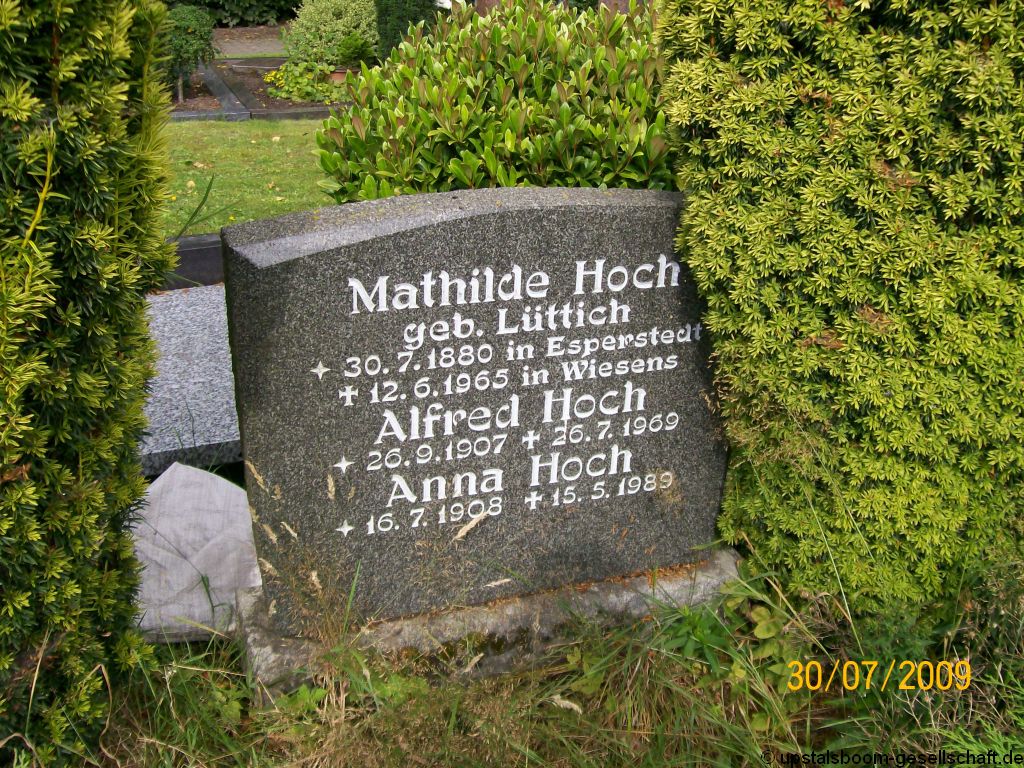 Mathilde Hoch
geb. Lüttich
30. 7. 1880 in Esperstedt
✝ 12. 6. 1965 in Wiesens
Alfred Hoch
26. 9. 1907 ✝ 26. 7. 1969
Anna Hoch
16. 7. 1908 ✝ 15. 5. 1989
30/07/2009
© upstalsboom-gesellschaft.de